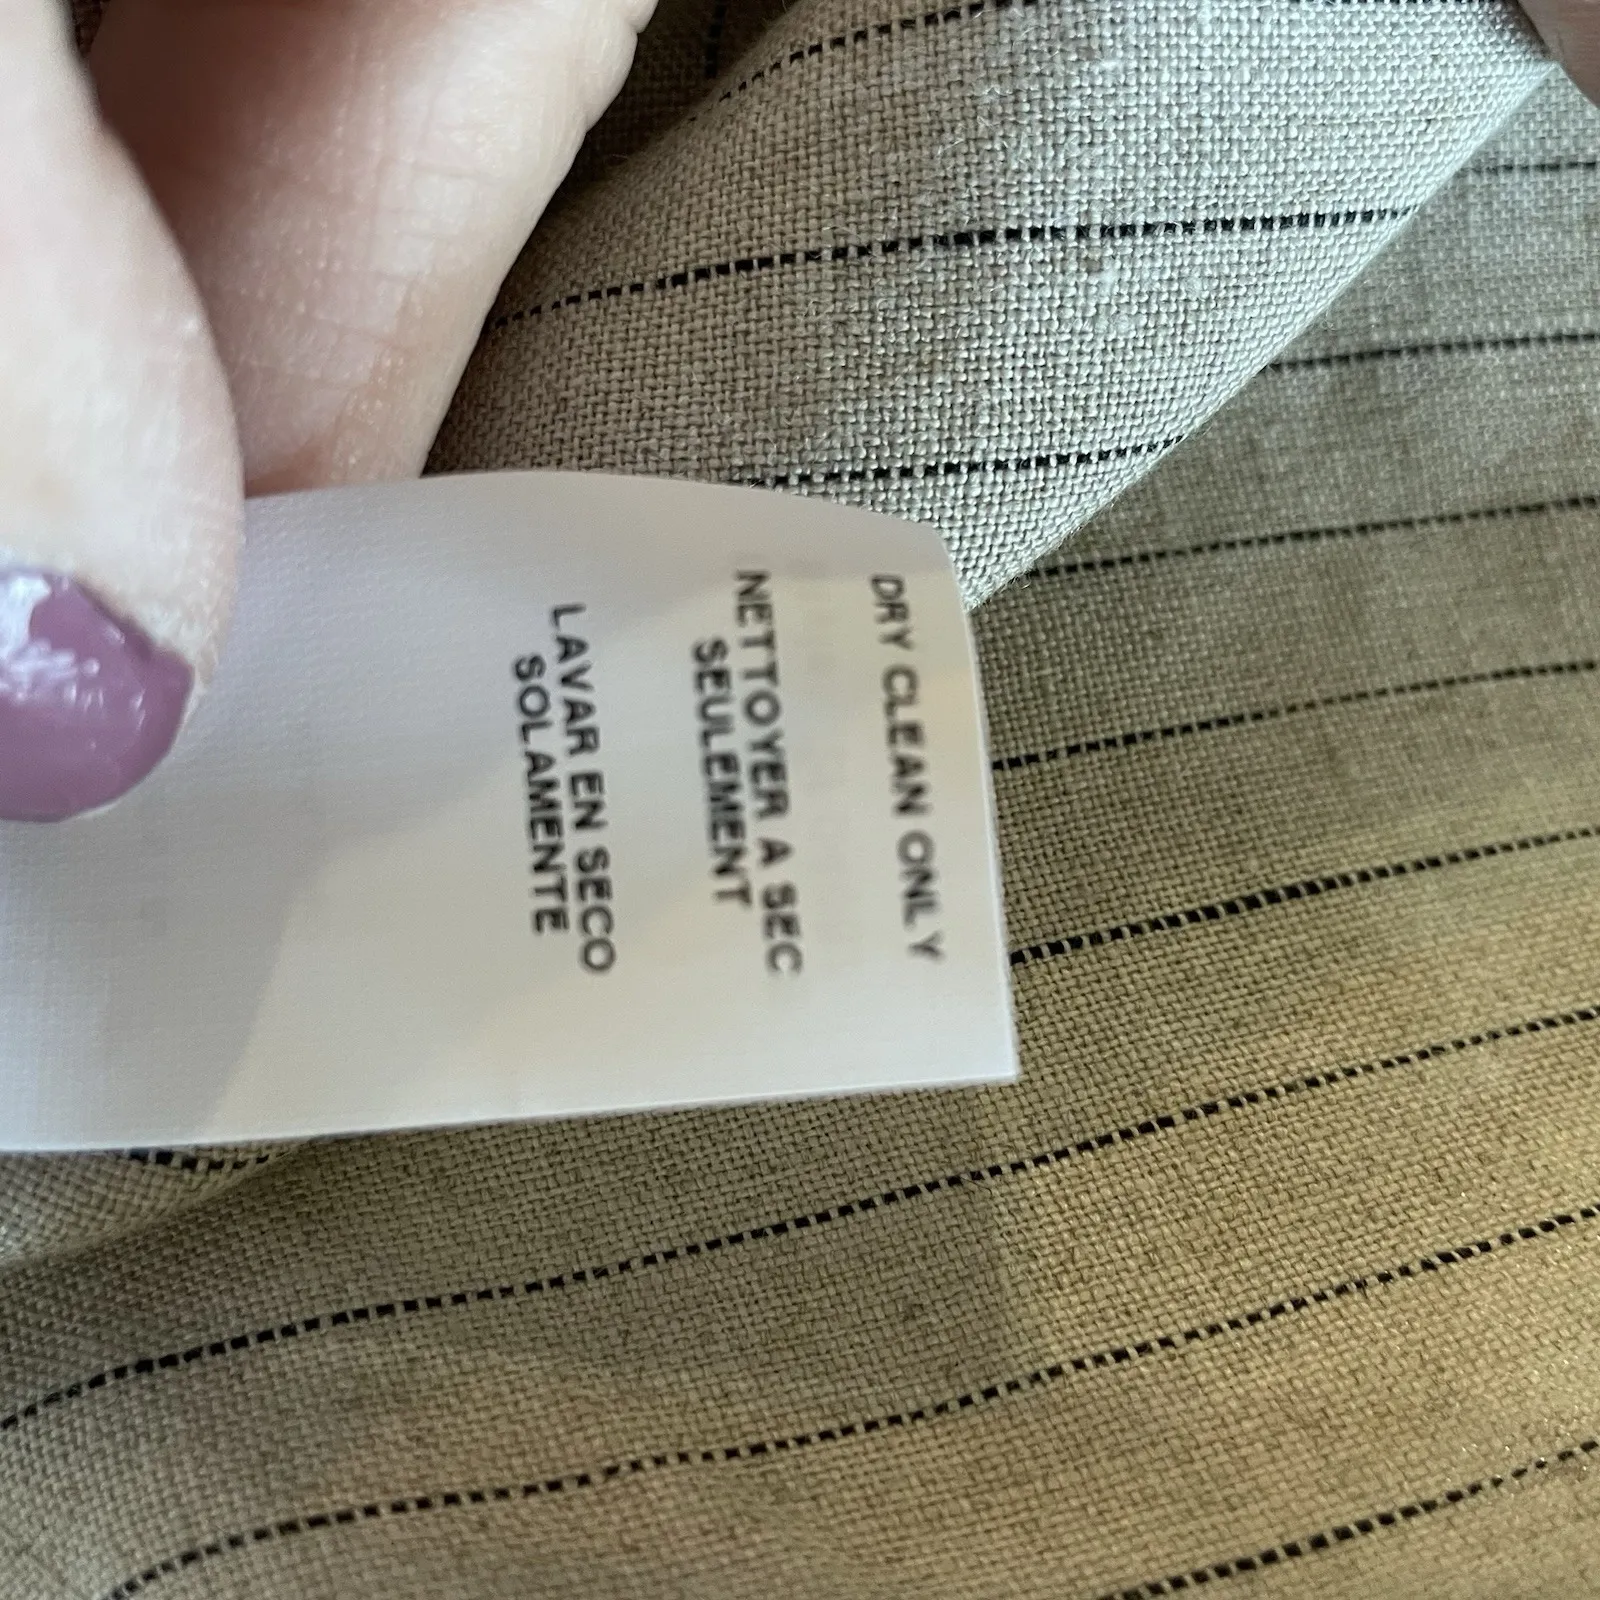 DRY CLEAN ONLY
NETTOYER A SEC
SEULEMENT
LAVAR EN SECO
SOLAMENTE